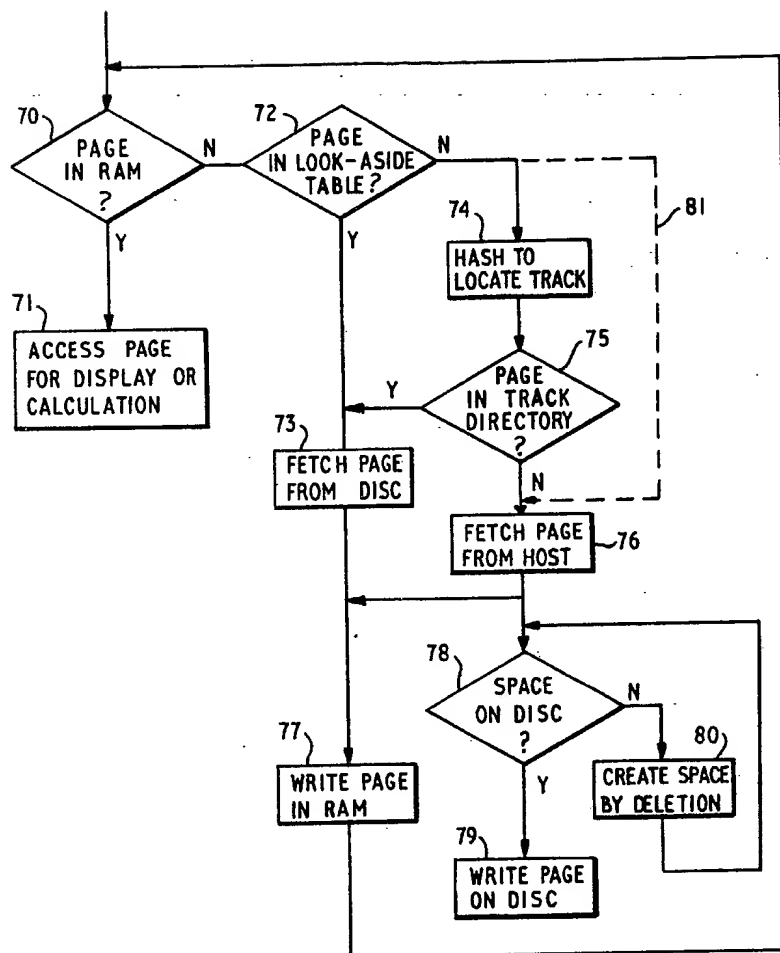 70
PAGE
IN RAM
?
N
Y
72
PAGE
IN LOOK-ASIDE
TABLE?
N
Y
81
74
HASH TO
LOCATE TRACK
71
ACCESS PAGE
FOR DISPLAY OR
CALCULATION
75
PAGE
IN TRACK
DIRECTORY
?
Y
N
73
FETCH PAGE
FROM DISC
FETCH PAGE
FROM HOST
76
78
SPACE
ON DISC
?
N
Y
77
WRITE PAGE
IN RAM
80
CREATE SPACE
BY DELETION
79
WRITE PAGE
ON DISC